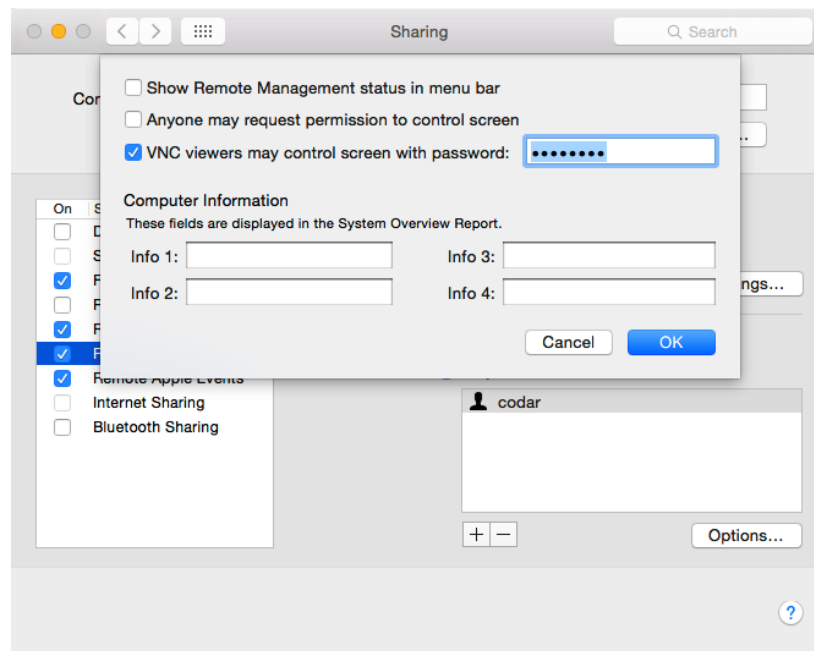 Sharing
Search
Show Remote Management status in menu bar
Anyone may request permission to control screen
VNC viewers may control screen with password: ••••••••
Computer Information
These fields are displayed in the System Overview Report.
Info 1:
Info 3:
Info 2:
Info 4:
Cancel
OK
On
Remote Apple Events
Internet Sharing
Bluetooth Sharing
codar
+ −
Options...
?